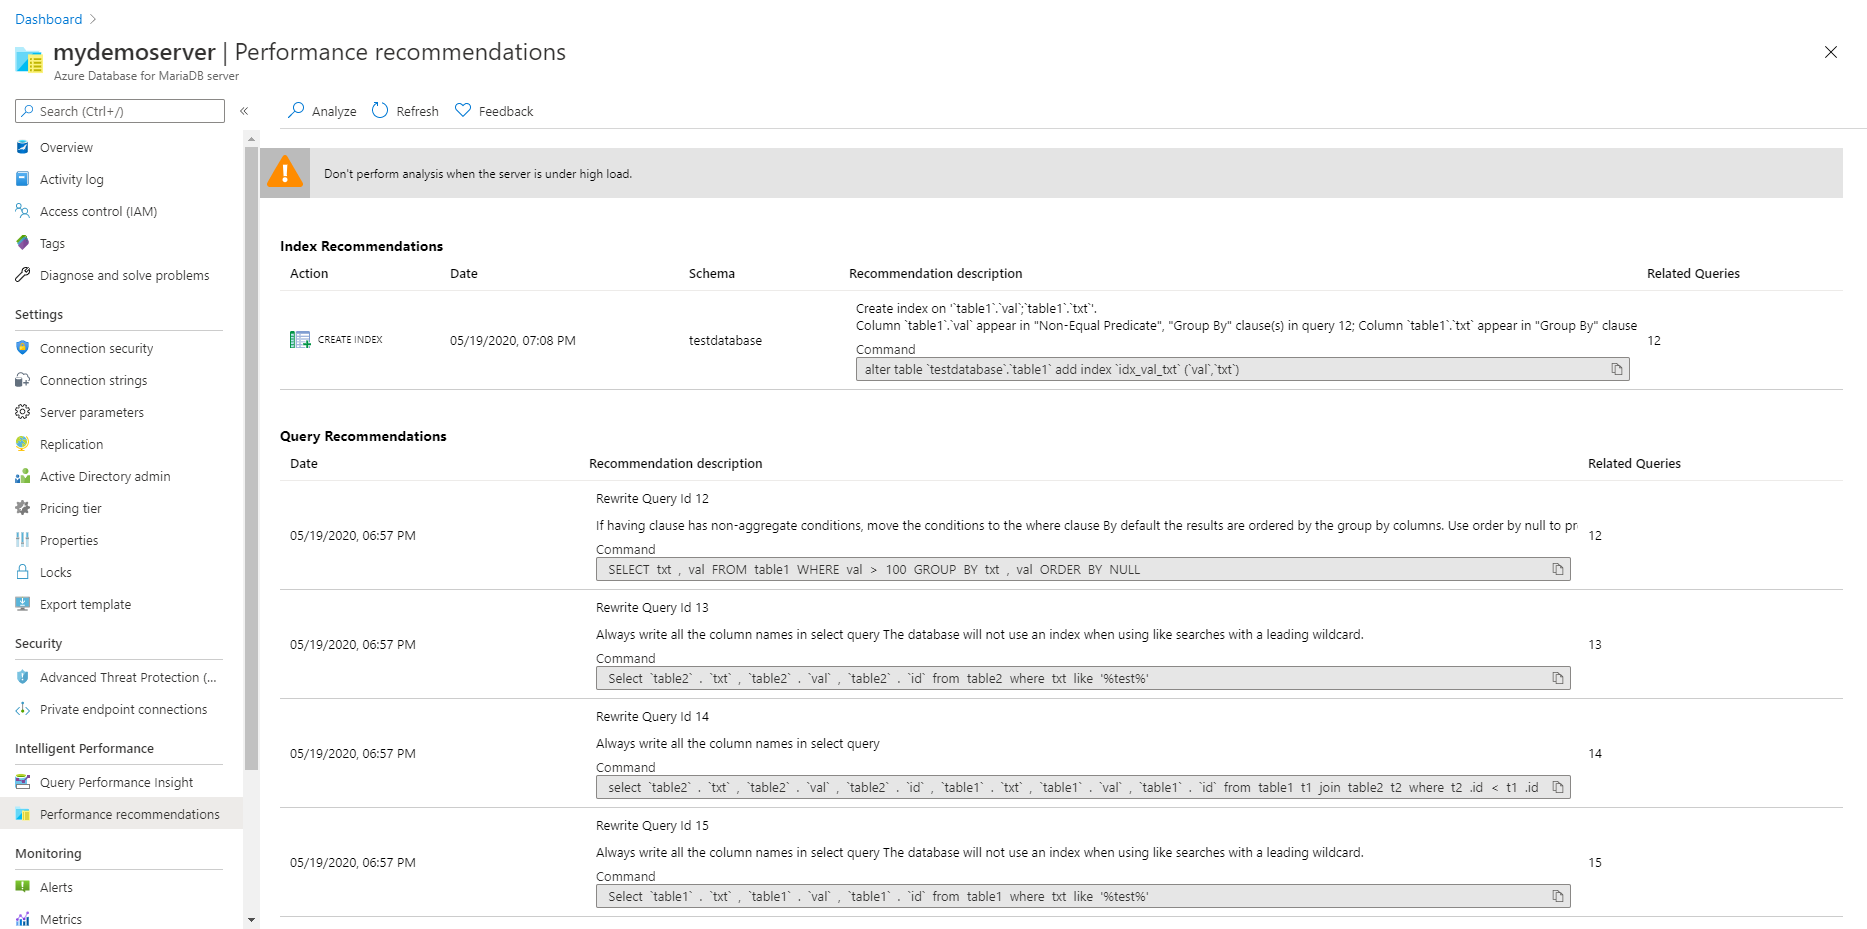 Dashboard
mydemoserver | Performance recommendations
Azure Database for MariaDB server
Search (Ctrl+/)
«
Analyze
Refresh
Feedback
Overview
Activity log
Access control (IAM)
Tags
Diagnose and solve problems
Settings
Connection security
Connection strings
Server parameters
Replication
Active Directory admin
Pricing tier
Properties
Locks
Export template
Security
Advanced Threat Protection (...
Private endpoint connections
Intelligent Performance
Query Performance Insight
Performance recommendations
Monitoring
Alerts
Metrics
Don't perform analysis when the server is under high load.
Index Recommendations
Action Date Schema Recommendation description Related Queries
Create index on '`table1`.`val`;`table1`.`txt`'.
Column `table1`.`val` appear in "Non-Equal Predicate", "Group By" clause(s) in query 12; Column `table1`.`txt` appear in "Group By" clause
CREATE INDEX 05/19/2020, 07:08 PM testdatabase 12
Command
alter table `testdatabase`.`table1` add index `idx_val_txt` (`val`,`txt`)
Query Recommendations
Date Recommendation description Related Queries
Rewrite Query Id 12
If having clause has non-aggregate conditions, move the conditions to the where clause By default the results are ordered by the group by columns. Use order by null to pr
05/19/2020, 06:57 PM 12
Command
SELECT txt , val FROM table1 WHERE val > 100 GROUP BY txt , val ORDER BY NULL
Rewrite Query Id 13
Always write all the column names in select query The database will not use an index when using like searches with a leading wildcard.
05/19/2020, 06:57 PM 13
Command
Select `table2` . `txt` , `table2` . `val` , `table2` . `id` from table2 where txt like '%test%'
Rewrite Query Id 14
Always write all the column names in select query
05/19/2020, 06:57 PM 14
Command
select `table2` . `txt` , `table2` . `val` , `table2` . `id` , `table1` . `txt` , `table1` . `val` , `table1` . `id` from table1 t1 join table2 t2 where t2 .id < t1 .id
Rewrite Query Id 15
Always write all the column names in select query The database will not use an index when using like searches with a leading wildcard.
05/19/2020, 06:57 PM 15
Command
Select `table1` . `txt` , `table1` . `val` , `table1` . `id` from table1 where txt like '%test%'